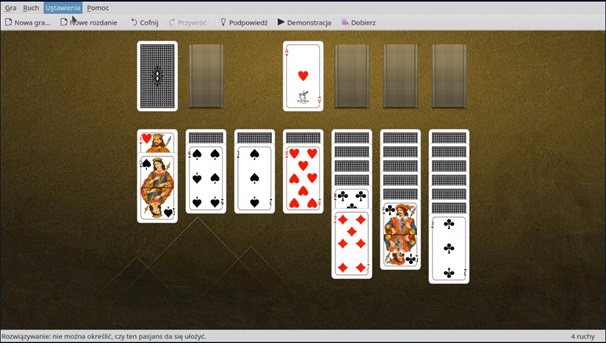 Gra Ruch Ustawienia Pomoc
Nowa gra... Nowe rozdanie Cofnij Przywróć Podpowiedź Demonstracja Dobierz
Rozwiązywanie: nie można określić, czy ten pasjans da się ułożyć. 4 ruchy